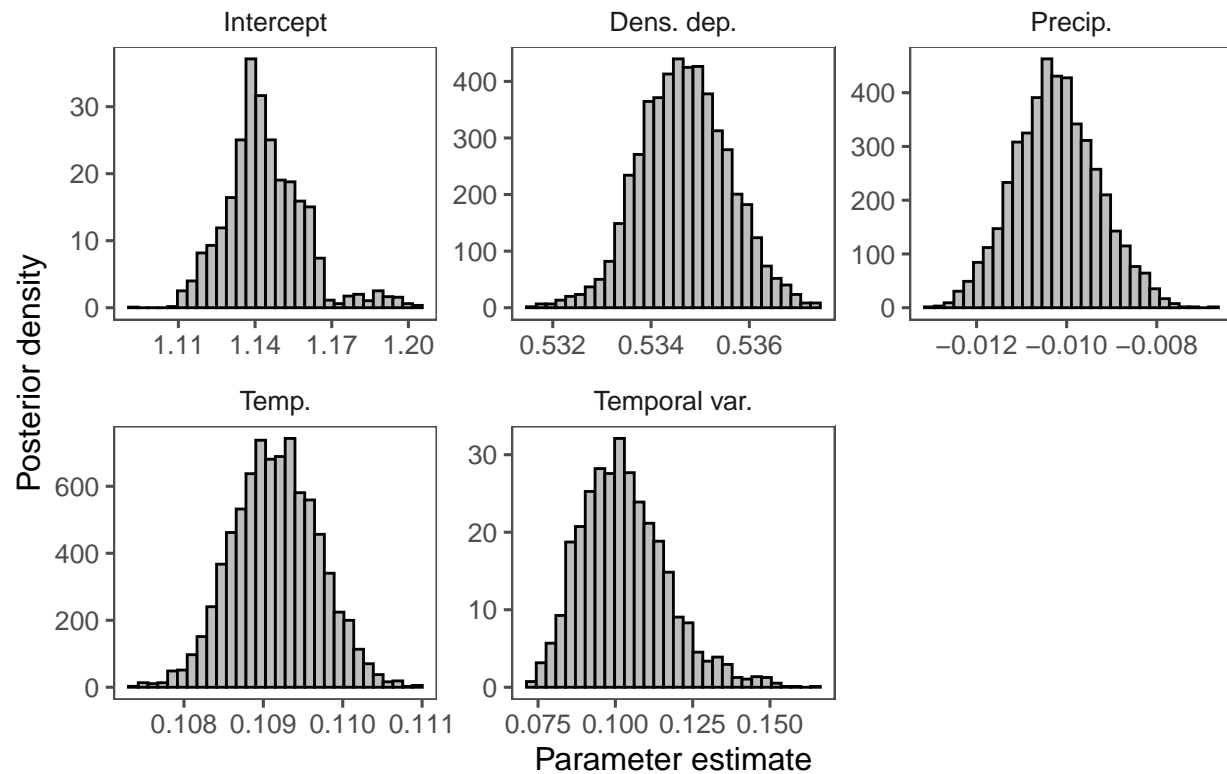 Intercept
Dens. dep.
Precip.
30
20
10
0
1.11 1.14 1.17 1.20
400
300
200
100
0
0.532 0.534 0.536
400
300
200
100
0
−0.012 −0.010 −0.008
Posterior density
Temp.
Temporal var.
600
400
200
0
0.108 0.109 0.110 0.111
30
20
10
0
0.075 0.100 0.125 0.150
Parameter estimate